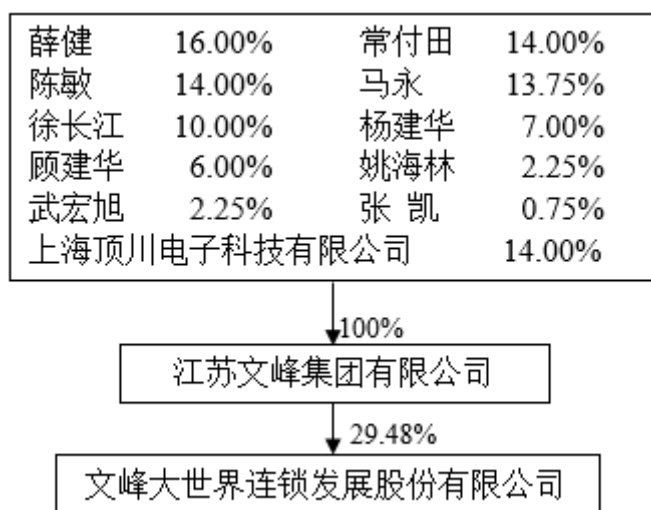 薛健 16.00% 常付田 14.00%
陈敏 14.00% 马永 13.75%
徐长江 10.00% 杨建华 7.00%
顾建华 6.00% 姚海林 2.25%
武宏旭 2.25% 张 凯 0.75%
上海顶川电子科技有限公司 14.00%
100%
江苏文峰集团有限公司
29.48%
文峰大世界连锁发展股份有限公司